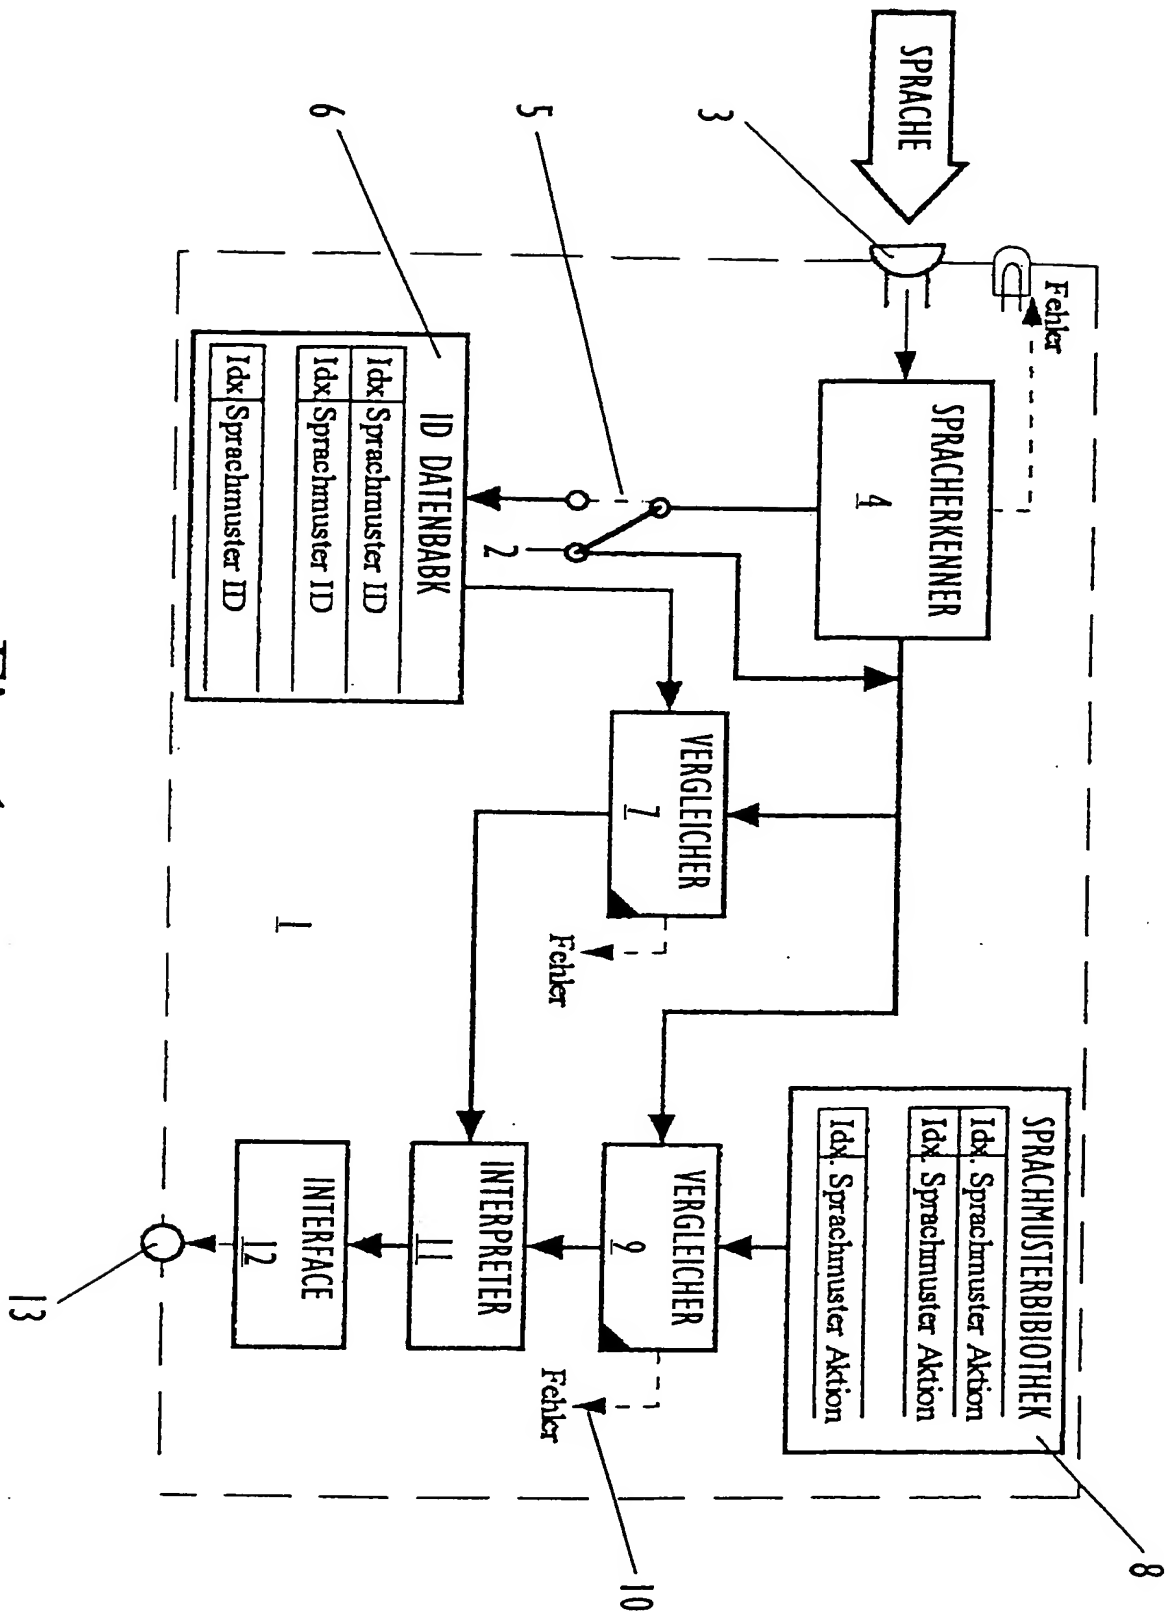 SPRACHE
3
5
6
Fehler
SPRACHERKENNER
4
ID DATENBABK
Idx Sprachmuster ID
Idx Sprachmuster ID
Idx Sprachmuster ID
2
VERGLEICHER
7
Fehler
1
SPRACHMUSTERBIBIOTHEK
Idx. Sprachmuster Aktion
Idx. Sprachmuster Aktion
Idx. Sprachmuster Aktion
8
VERGLEICHER
9
Fehler
10
INTERPRETER
11
INTERFACE
12
13